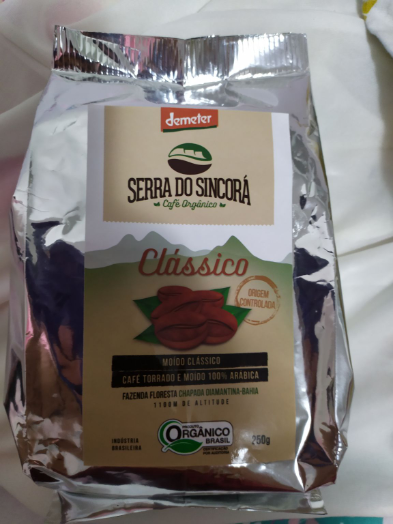 demeter
SERRA DO SINCORÁ
Café Orgânico
Clássico
ORIGEM
CONTROLADA
MOÍDO CLÁSSICO
CAFÉ TORRADO E MOÍDO 100% ARÁBICA
FAZENDA FLORESTA CHAPADA DIAMANTINA-BAHIA
1100M DE ALTITUDE
INDÚSTRIA
BRASILEIRA
ORGÂNICO
BRASIL
250g